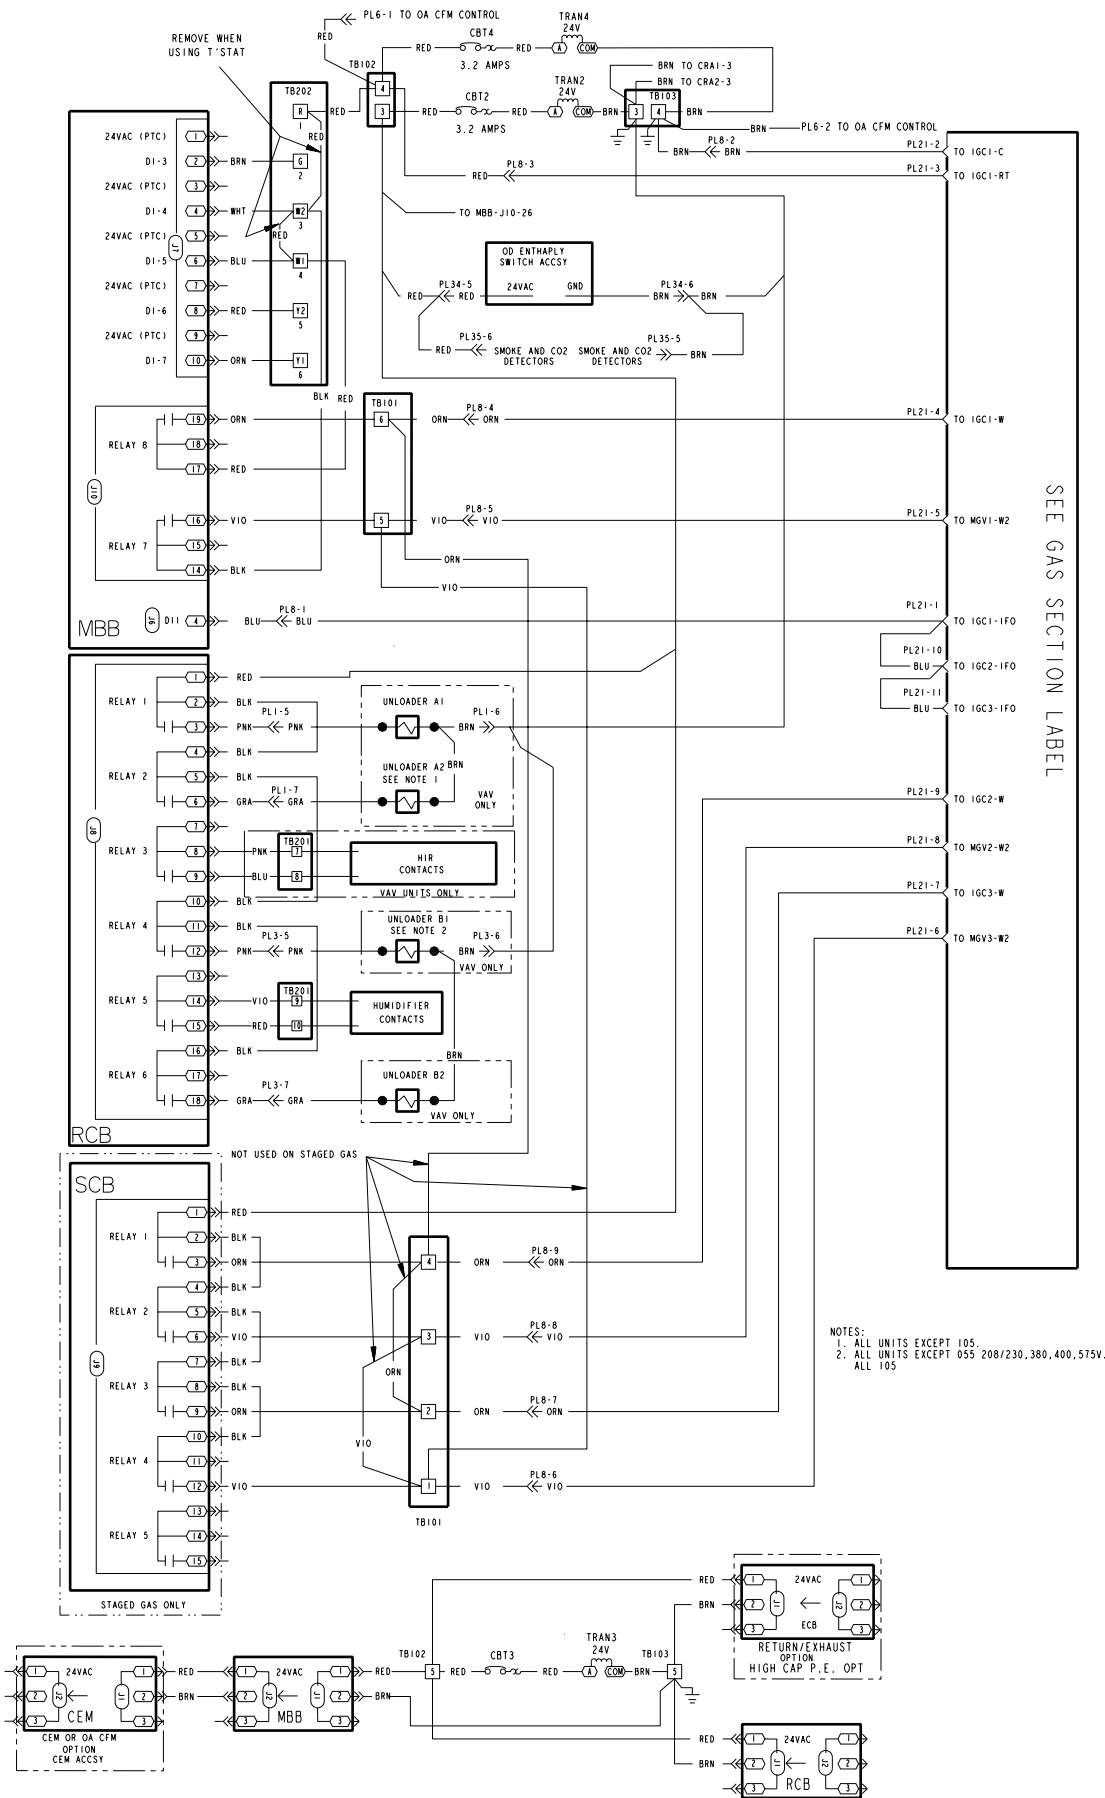 PL6-1 TO OA CFM CONTROL
RED
REMOVE WHEN
USING T'STAT
TB102
4
3
RED
CBT4
3.2 AMPS
RED
TRAN4
24V
A
COM
RED
CBT2
3.2 AMPS
RED
TRAN2
24V
A
COM
BRN
BRN TO CRA1-3
BRN TO CRA2-3
TB103
3
4
BRN
BRN
PL6-2 TO OA CFM CONTROL
BRN
PL8-2
BRN
RED
PL8-3
TO MBB-J10-26
TB202
R
1
G
2
W2
3
W1
4
Y2
5
Y1
6
RED
RED
RED
24VAC (PTC)
1
DI-3
2
BRN
24VAC (PTC)
3
DI-4
4
WHT
24VAC (PTC)
5
DI-5
6
BLU
24VAC (PTC)
7
DI-6
8
RED
24VAC (PTC)
9
DI-7
10
ORN
J7
OD ENTHAPLY
SWITCH ACCSY
24VAC
GND
RED
PL34-5
RED
BRN
PL34-6
BRN
RED
PL35-6
SMOKE AND CO2
DETECTORS
SMOKE AND CO2
DETECTORS
PL35-5
BRN
BLK
RED
TB101
6
5
RELAY 8
19
ORN
18
17
RED
J10
RELAY 7
16
VIO
15
14
BLK
ORN
PL8-4
ORN
VIO
PL8-5
VIO
ORN
VIO
MBB
J6
D11
4
BLU
PL8-1
BLU
PL21-2
TO IGC1-C
PL21-3
TO IGC1-RT
PL21-4
TO IGC1-W
PL21-5
TO MGV1-W2
PL21-1
TO IGC1-IFO
PL21-10
BLU
TO IGC2-IFO
PL21-11
BLU
TO IGC3-IFO
PL21-9
TO IGC2-W
PL21-8
TO MGV2-W2
PL21-7
TO IGC3-W
PL21-6
TO MGV3-W2
SEE GAS SECTION LABEL
RELAY 1
1
RED
2
BLK
3
PNK
PL1-5
PNK
UNLOADER A1
BRN
PL1-6
RELAY 2
4
BLK
5
BLK
6
GRA
PL1-7
GRA
UNLOADER A2
SEE NOTE 1
BRN
VAV
ONLY
J8
RELAY 3
7
8
PNK
9
BLU
TB201
7
8
HIR
CONTACTS
VAV UNITS ONLY
RELAY 4
10
BLK
11
BLK
12
PNK
PL3-5
PNK
UNLOADER B1
SEE NOTE 2
BRN
PL3-6
VAV ONLY
RELAY 5
13
14
VIO
15
RED
TB201
9
10
HUMIDIFIER
CONTACTS
RELAY 6
16
BLK
17
18
GRA
PL3-7
GRA
BRN
UNLOADER B2
VAV ONLY
RCB
NOT USED ON STAGED GAS
SCB
RELAY 1
1
RED
2
BLK
3
ORN
RELAY 2
4
BLK
5
BLK
6
VIO
J9
RELAY 3
7
BLK
8
BLK
9
ORN
RELAY 4
10
BLK
11
12
VIO
RELAY 5
13
14
15
STAGED GAS ONLY
4
3
2
1
TB101
ORN
VIO
ORN
PL8-9
ORN
VIO
PL8-8
VIO
ORN
PL8-7
ORN
VIO
PL8-6
VIO
NOTES:
1. ALL UNITS EXCEPT 105.
2. ALL UNITS EXCEPT 055 208/230,380,400,575V.
ALL 105
1
24VAC
1
2
J2
J1
2
3
CEM
3
CEM OR OA CFM
OPTION
CEM ACCSY
RED
BRN
1
24VAC
1
2
J2
J1
2
3
MBB
3
RED
BRN
TB102
5
RED
CBT3
RED
TRAN3
24V
A
COM
BRN
TB103
5
RED
BRN
1
24VAC
1
2
J1
J2
2
3
ECB
3
RETURN/EXHAUST
OPTION
HIGH CAP P.E. OPT
RED
BRN
1
24VAC
1
2
J1
J2
2
3
RCB
3